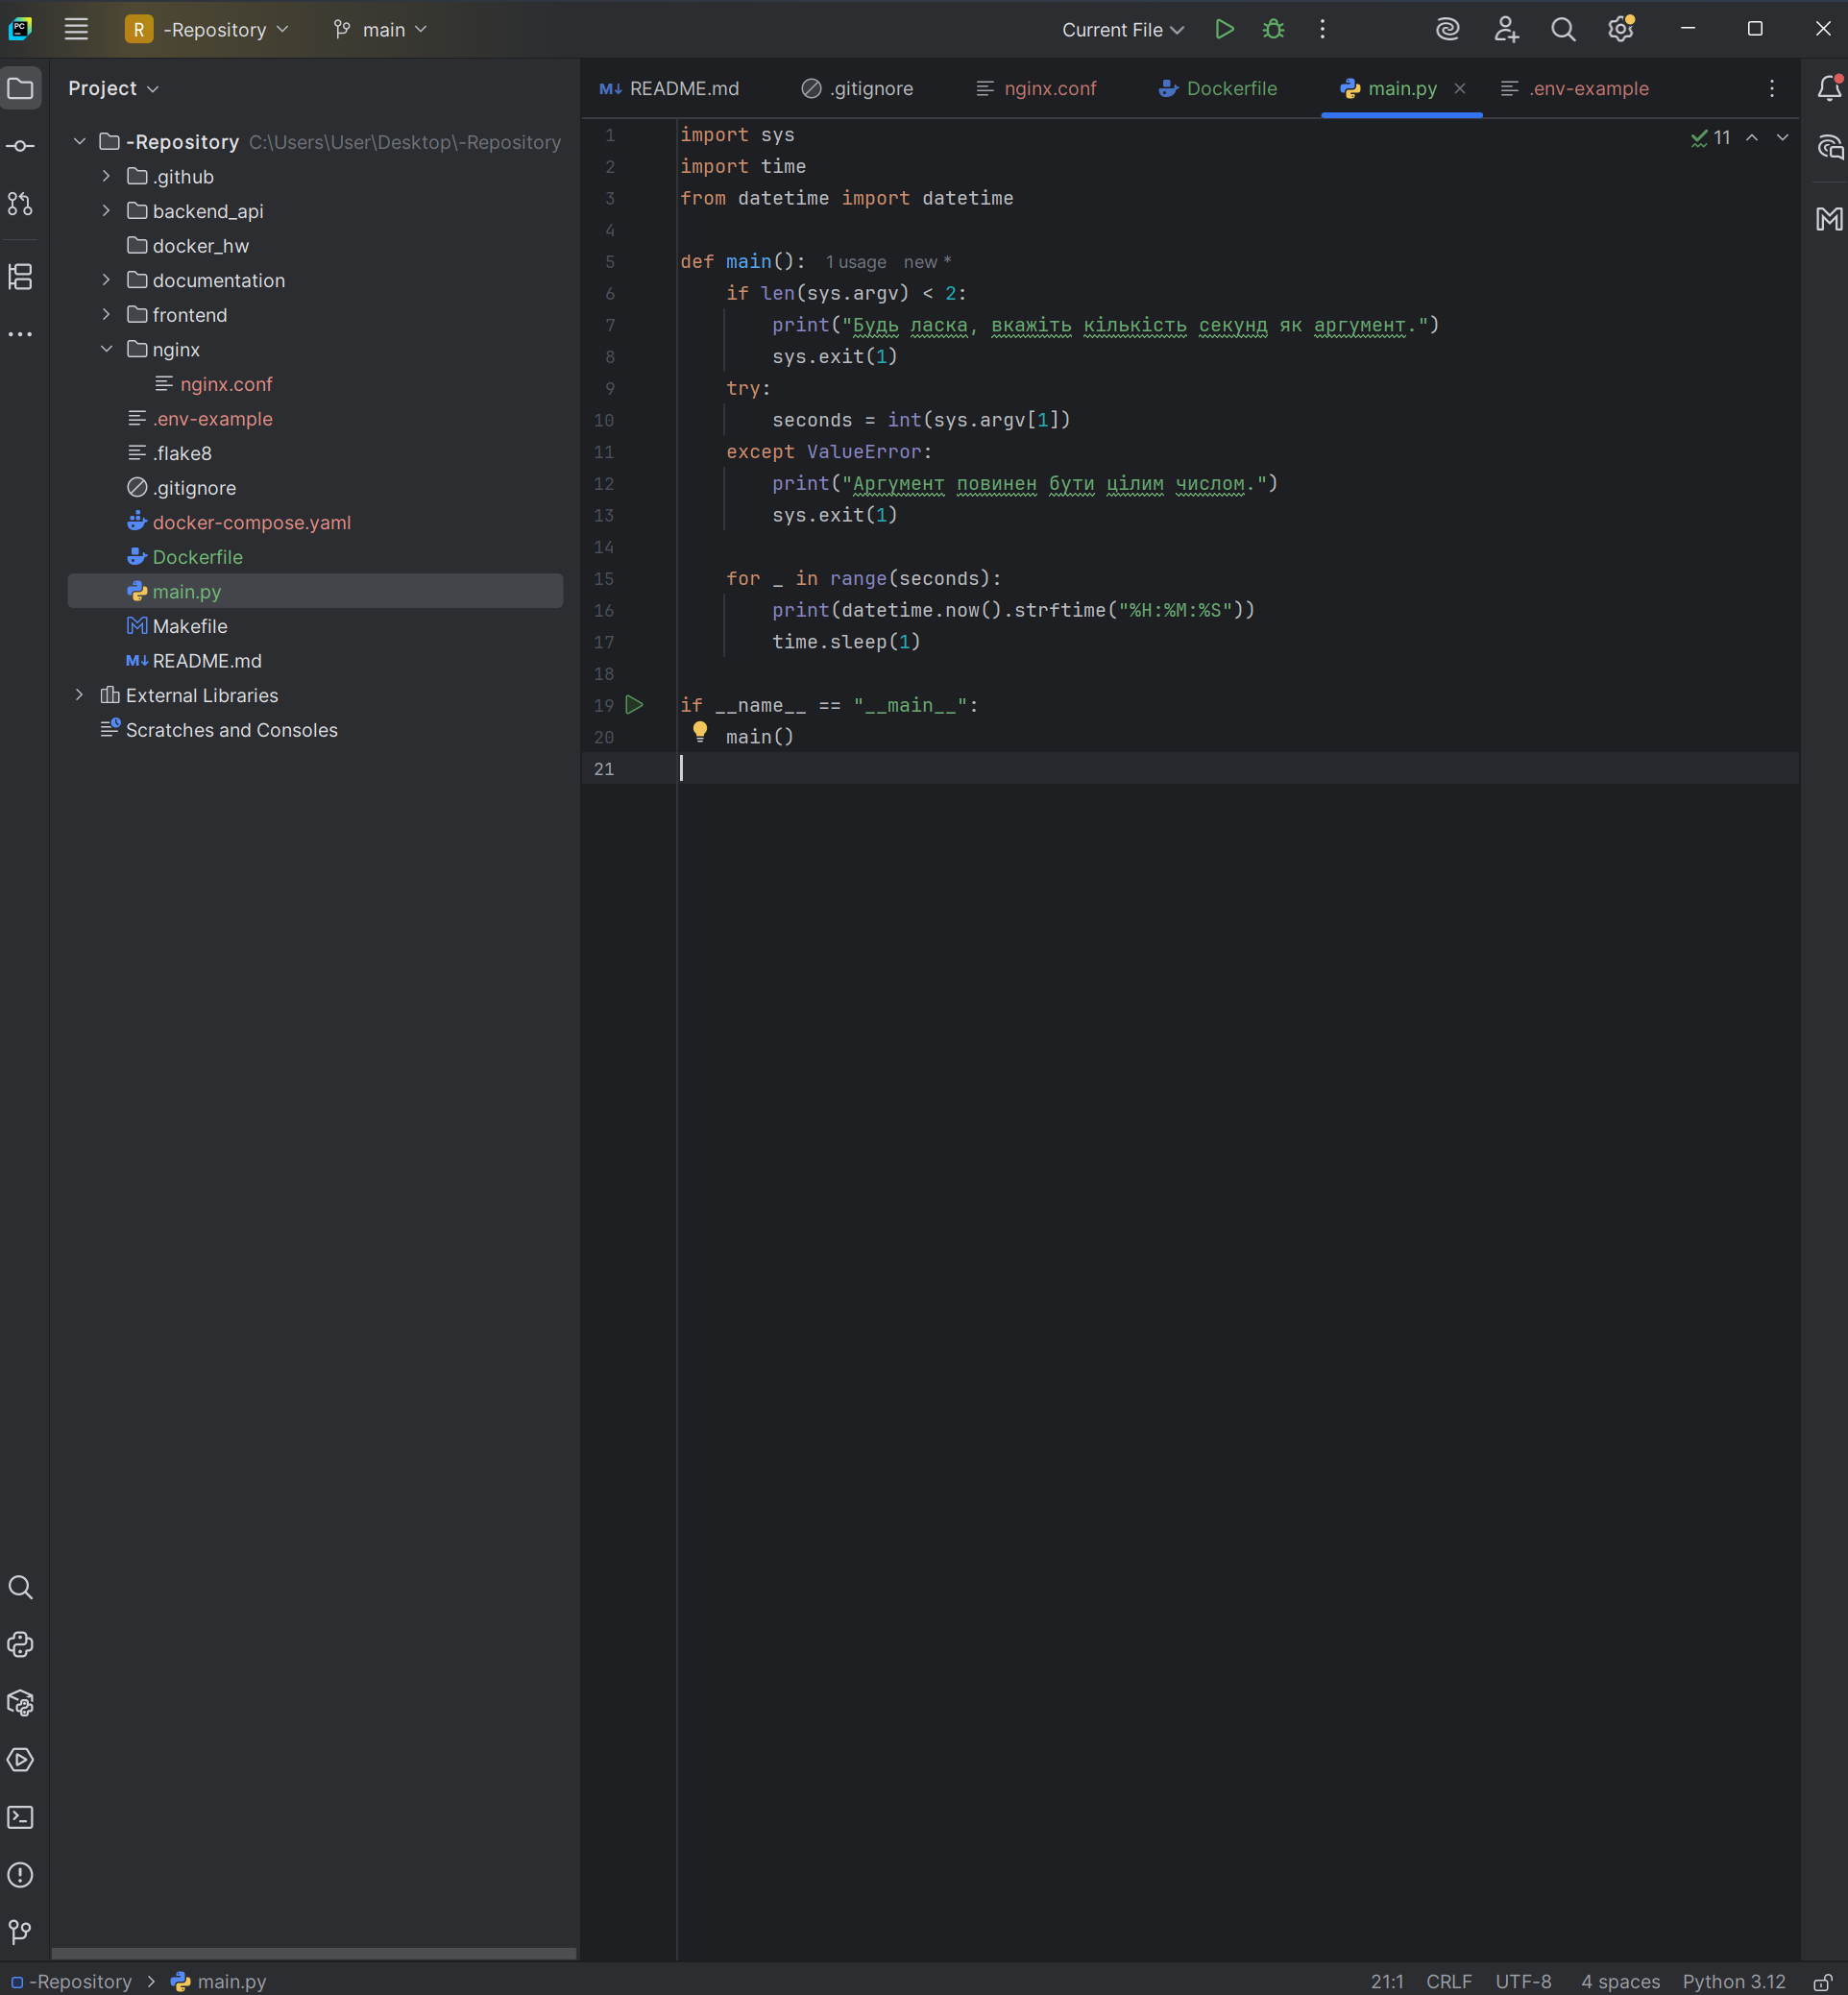 PC
R -Repository main Current File
Project
README.md .gitignore nginx.conf Dockerfile main.py .env-example
-Repository C:\Users\User\Desktop\-Repository
.github
backend_api
docker_hw
documentation
frontend
nginx
nginx.conf
.env-example
.flake8
.gitignore
docker-compose.yaml
Dockerfile
main.py
Makefile
README.md
External Libraries
Scratches and Consoles
11
1 import sys
2 import time
3 from datetime import datetime
4
5 def main(): 1 usage new *
6 if len(sys.argv) < 2:
7 print("Будь ласка, вкажіть кількість секунд як аргумент.")
8 sys.exit(1)
9 try:
10 seconds = int(sys.argv[1])
11 except ValueError:
12 print("Аргумент повинен бути цілим числом.")
13 sys.exit(1)
14
15 for _ in range(seconds):
16 print(datetime.now().strftime("%H:%M:%S"))
17 time.sleep(1)
18
19 if __name__ == "__main__":
20 main()
21
-Repository > main.py 21:1 CRLF UTF-8 4 spaces Python 3.12